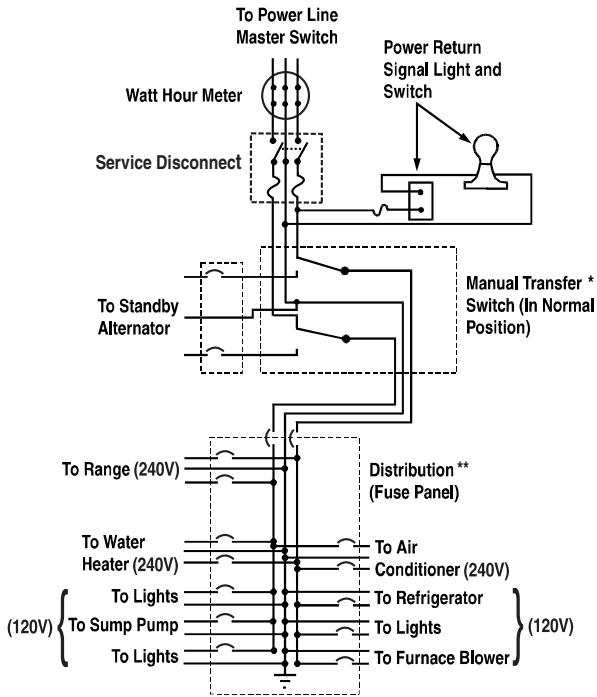 To Power Line
Master Switch
Power Return
Signal Light and
Switch
Watt Hour Meter
Service Disconnect
Manual Transfer *
Switch (In Normal
Position)
To Standby
Alternator
To Range (240V)
Distribution **
(Fuse Panel)
To Water
Heater (240V)
To Air
Conditioner (240V)
To Lights
To Refrigerator
(120V)
To Sump Pump
To Lights
(120V)
To Lights
To Furnace Blower